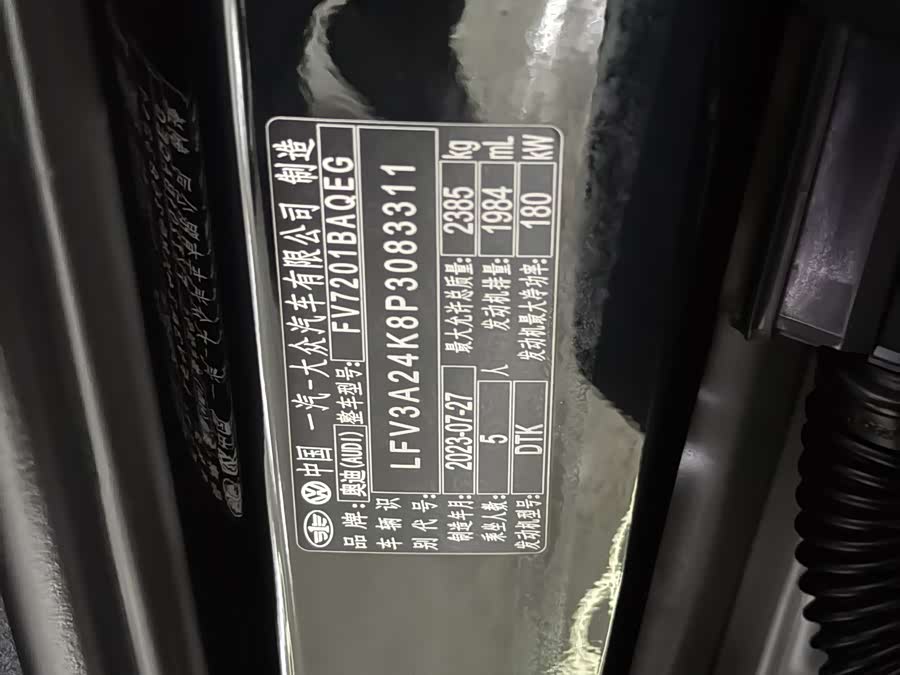 中国 一汽-大众汽车有限公司 制造
品牌: 奥迪(AUDI) 整车型号: FV7201BAQEG
车辆识别代号: LFV3A24K8P3083311
制造年月: 2023-07-27 最大允许总质量: 2385 kg
乘坐人数: 5 人 发动机排量: 1984 mL
发动机型号: DTK 发动机最大净功率: 180 kW